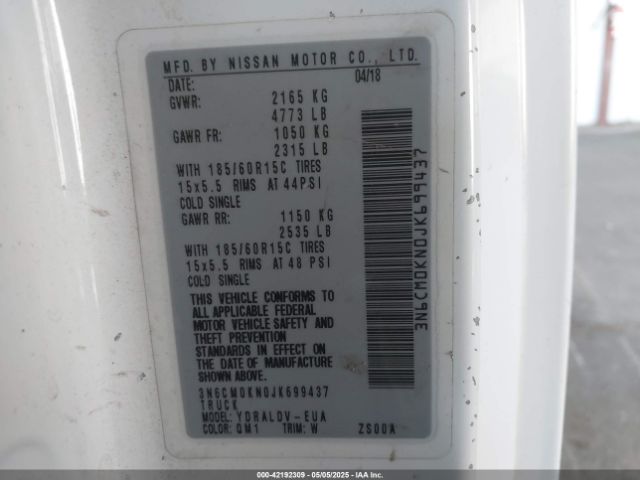 MFD. BY NISSAN MOTOR CO., LTD.
DATE: 04/18
GVWR: 2165 KG
4773 LB
GAWR FR: 1050 KG
2315 LB
WITH 185/60R15C TIRES
15x5.5 RIMS AT 44PSI
COLD SINGLE
GAWR RR: 1150 KG
2535 LB
WITH 185/60R15C TIRES
15x5.5 RIMS AT 48 PSI
COLD SINGLE
THIS VEHICLE CONFORMS TO
ALL APPLICABLE FEDERAL
MOTOR VEHICLE SAFETY AND
THEFT PREVENTION
STANDARDS IN EFFECT ON
THE DATE OF MANUFACTURE
SHOWN ABOVE.
3N6CM0KN0JK699437
TRUCK
MODEL: YDRALDV-EUA
COLOR: QM1 TRIM: W ZS00A
3N6CM0KN0JK699437
000-42192309 - 05/05/2025 - IAAI.com